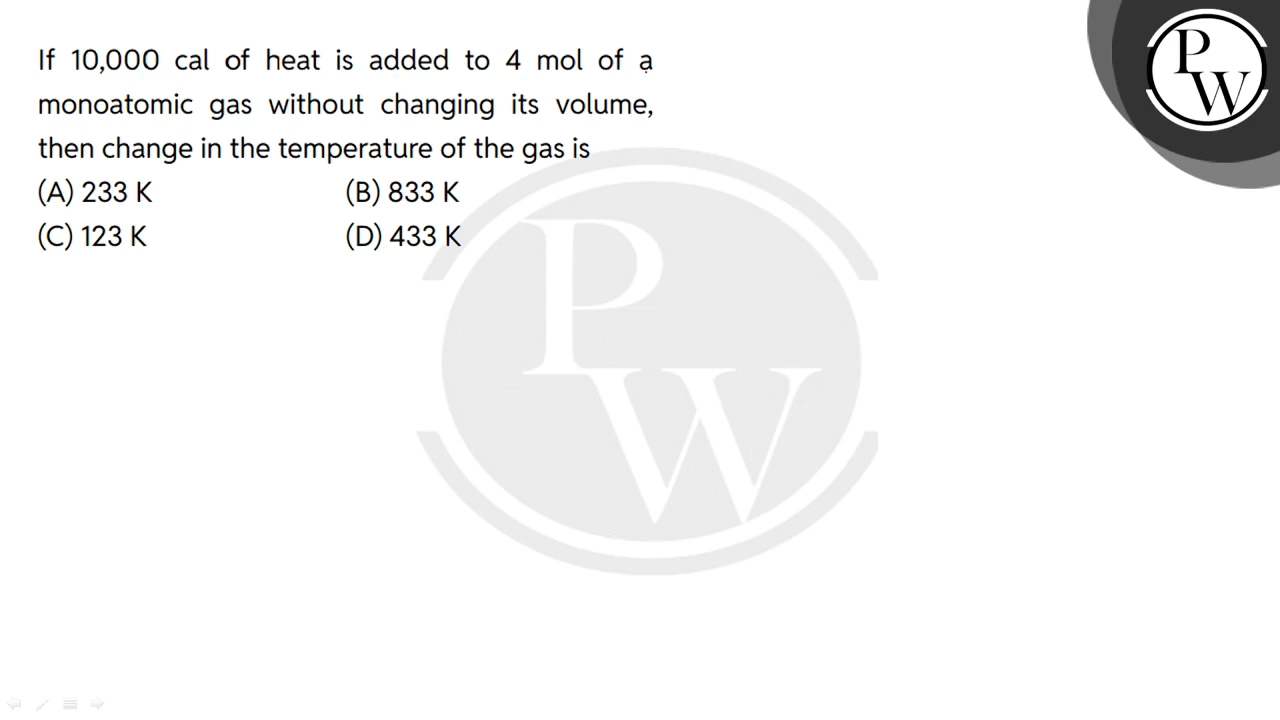 If 10,000 cal of heat is added to 4 mol of a
monoatomic gas without changing its volume,
then change in the temperature of the gas is
(A) 233 K (B) 833 K
(C) 123 K (D) 433 K
P
W
P
W